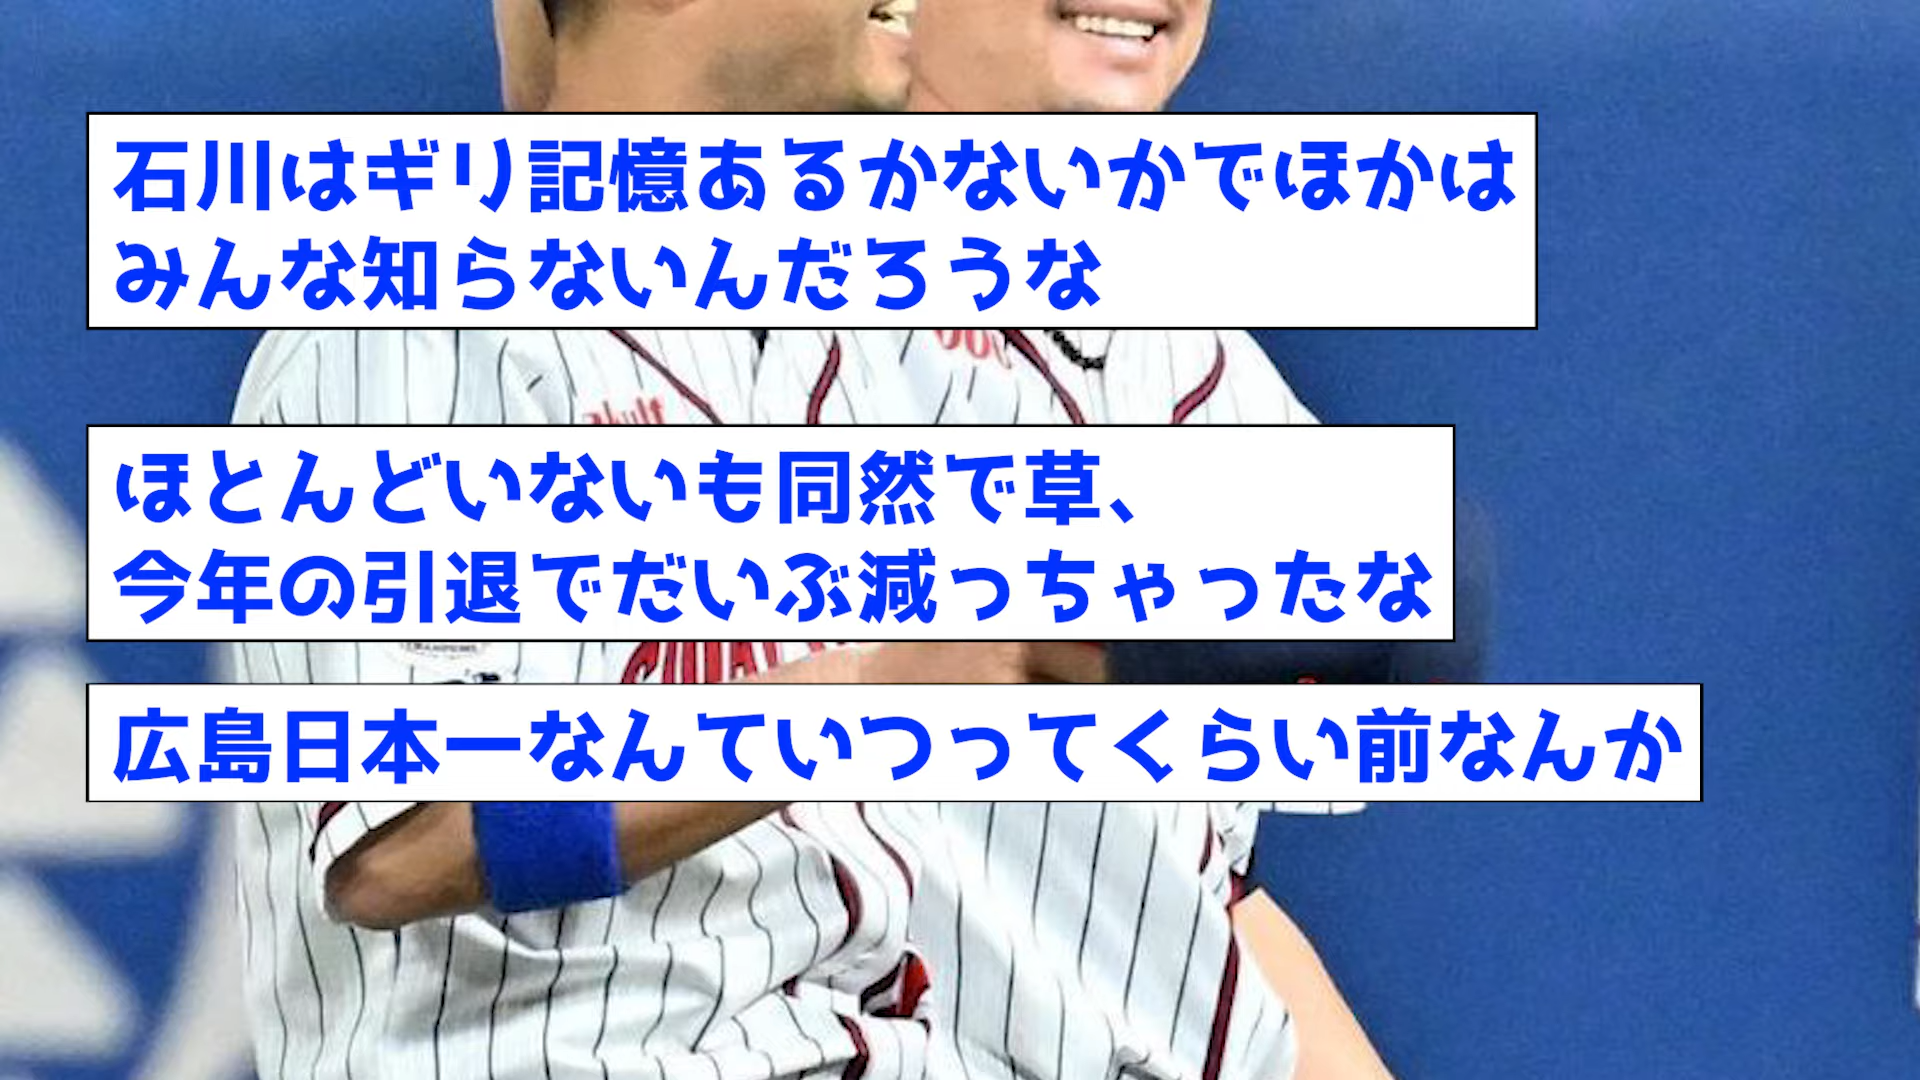 石川はギリ記憶あるかないかでほかは
みんな知らないんだろうな
ほとんどいないも同然で草、
今年の引退でだいぶ減っちゃったな
広島日本一なんていつってくらい前なんか